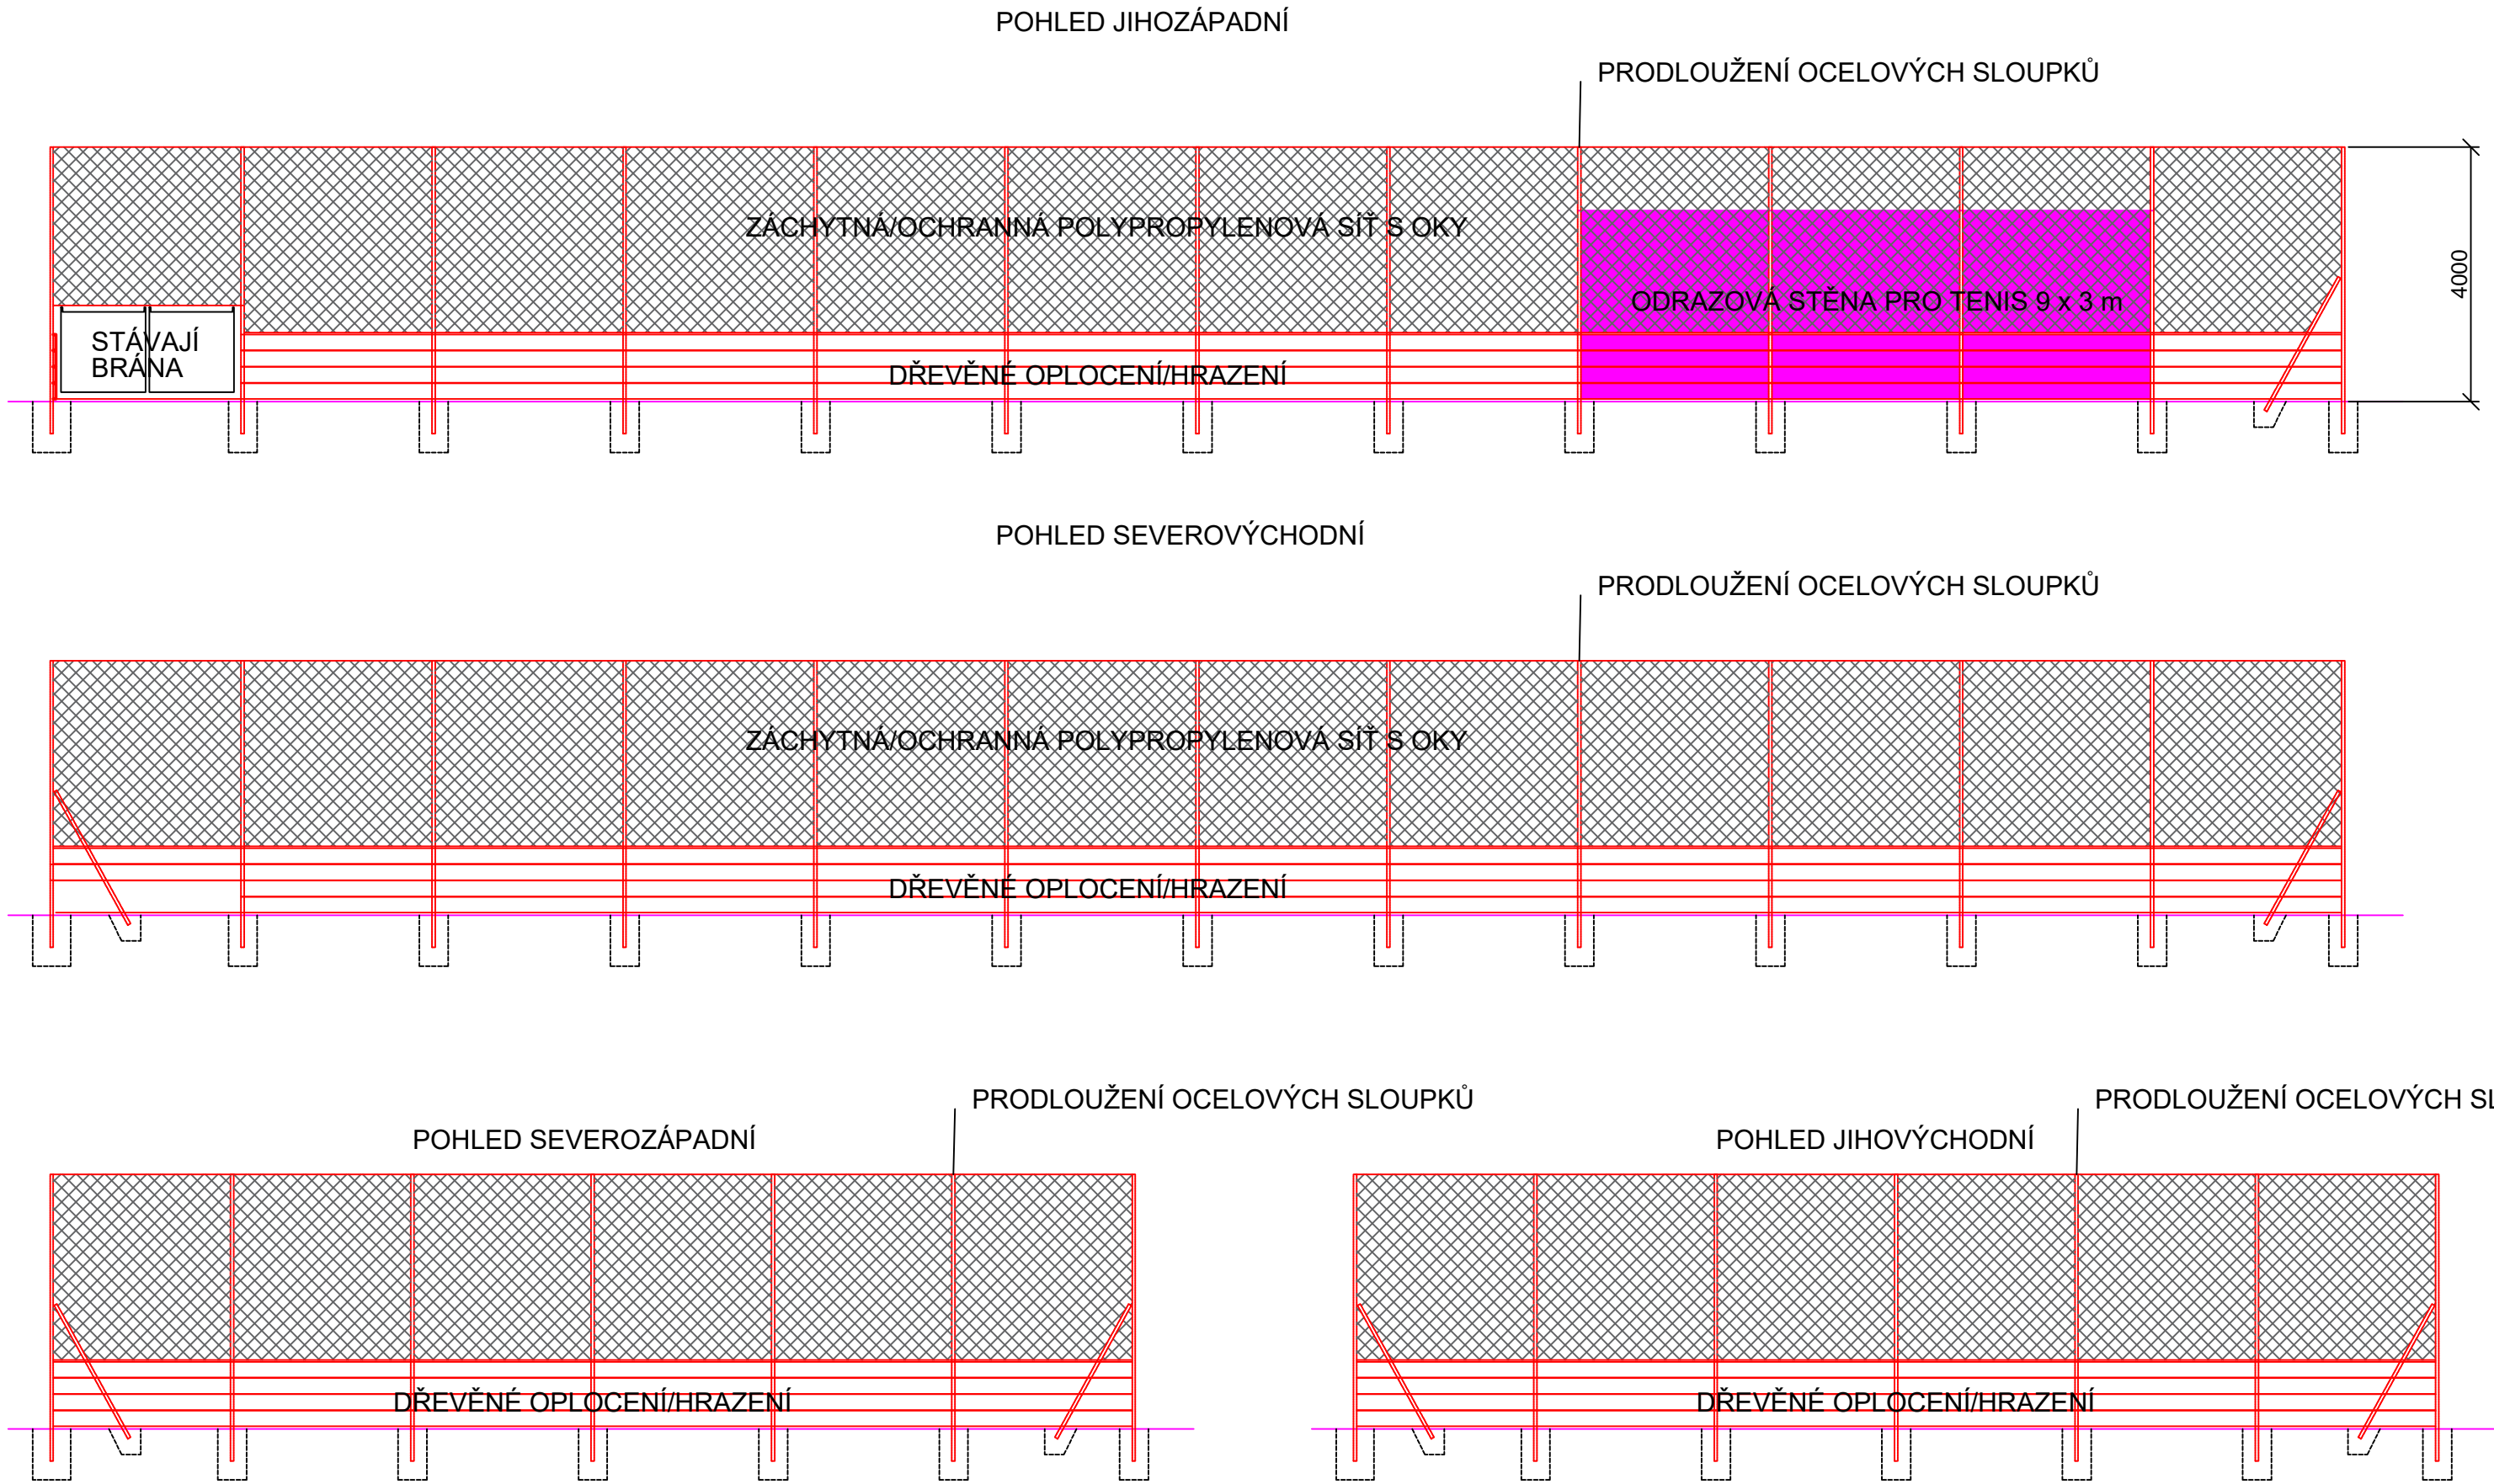 POHLED JIHOZÁPADNÍ
PRODLOUŽENÍ OCELOVÝCH SLOUPKŮ
ZÁCHYTNÁ/OCHRANNÁ POLYPROPYLENOVÁ SÍŤ S OKY
ODRAZOVÁ STĚNA PRO TENIS 9 x 3 m
4000
STÁVAJÍ
BRÁNA
DŘEVĚNÉ OPLOCENÍ/HRAZENÍ
POHLED SEVEROVÝCHODNÍ
PRODLOUŽENÍ OCELOVÝCH SLOUPKŮ
ZÁCHYTNÁ/OCHRANNÁ POLYPROPYLENOVÁ SÍŤ S OKY
DŘEVĚNÉ OPLOCENÍ/HRAZENÍ
PRODLOUŽENÍ OCELOVÝCH SLOUPKŮ
POHLED SEVEROZÁPADNÍ
DŘEVĚNÉ OPLOCENÍ/HRAZENÍ
PRODLOUŽENÍ OCELOVÝCH SL
POHLED JIHOVÝCHODNÍ
DŘEVĚNÉ OPLOCENÍ/HRAZENÍ